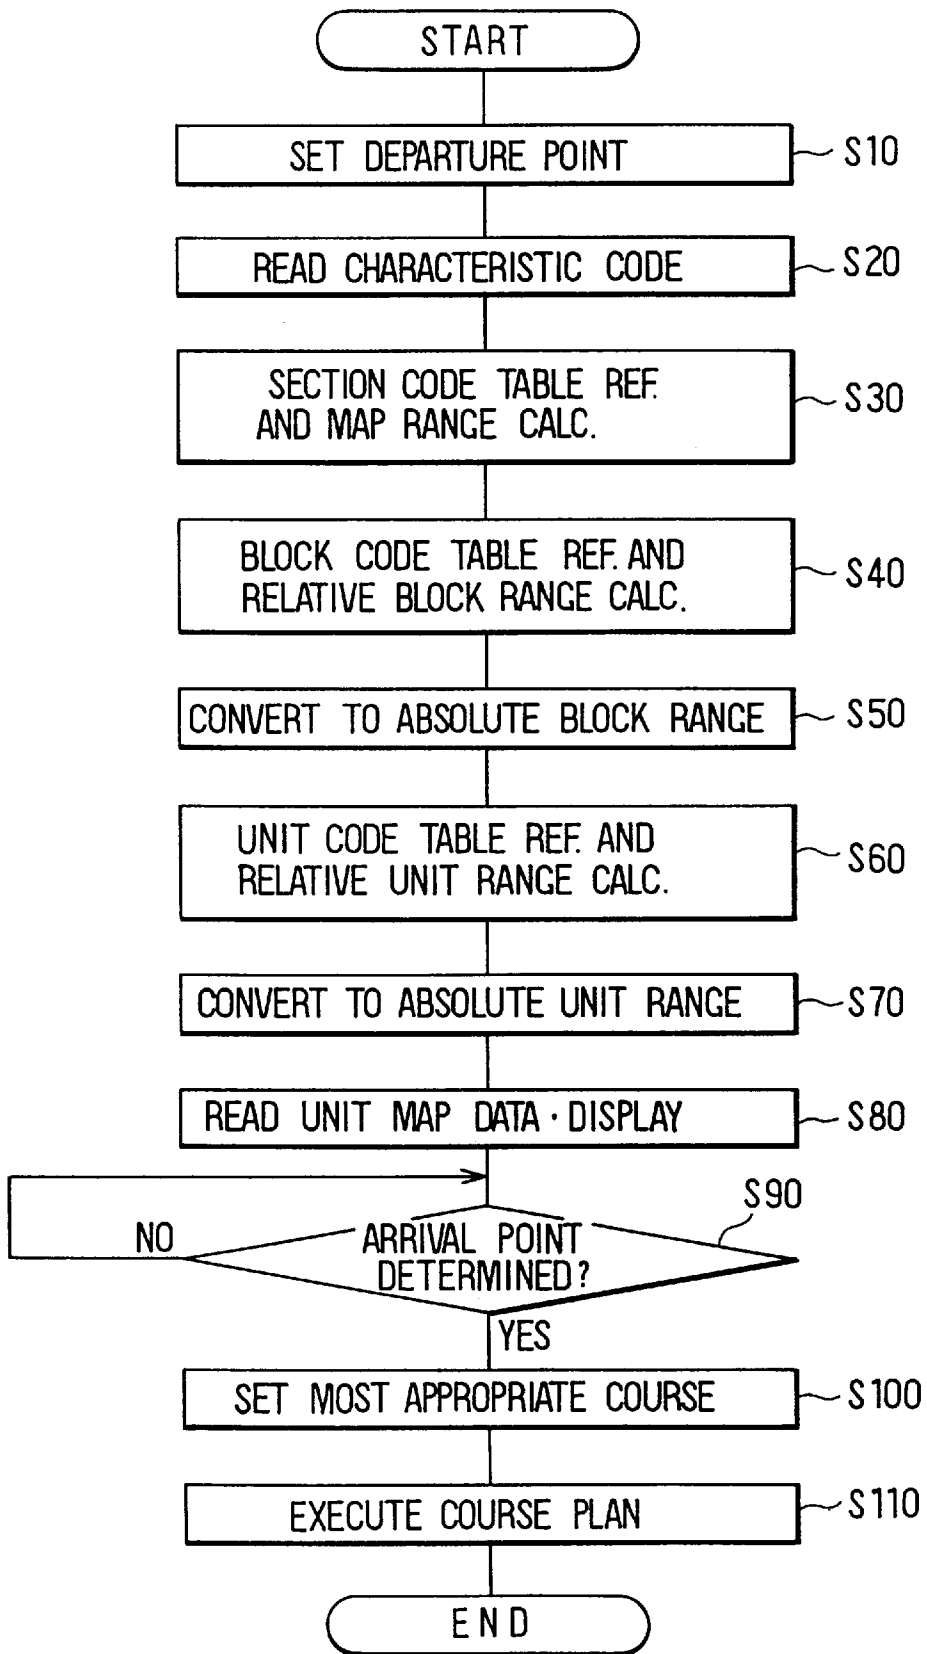 START
SET DEPARTURE POINT
S10
READ CHARACTERISTIC CODE
S20
SECTION CODE TABLE REF.
AND MAP RANGE CALC.
S30
BLOCK CODE TABLE REF. AND
RELATIVE BLOCK RANGE CALC.
S40
CONVERT TO ABSOLUTE BLOCK RANGE
S50
UNIT CODE TABLE REF. AND
RELATIVE UNIT RANGE CALC.
S60
CONVERT TO ABSOLUTE UNIT RANGE
S70
READ UNIT MAP DATA · DISPLAY
S80
S90
NO
ARRIVAL POINT
DETERMINED?
YES
SET MOST APPROPRIATE COURSE
S100
EXECUTE COURSE PLAN
S110
END